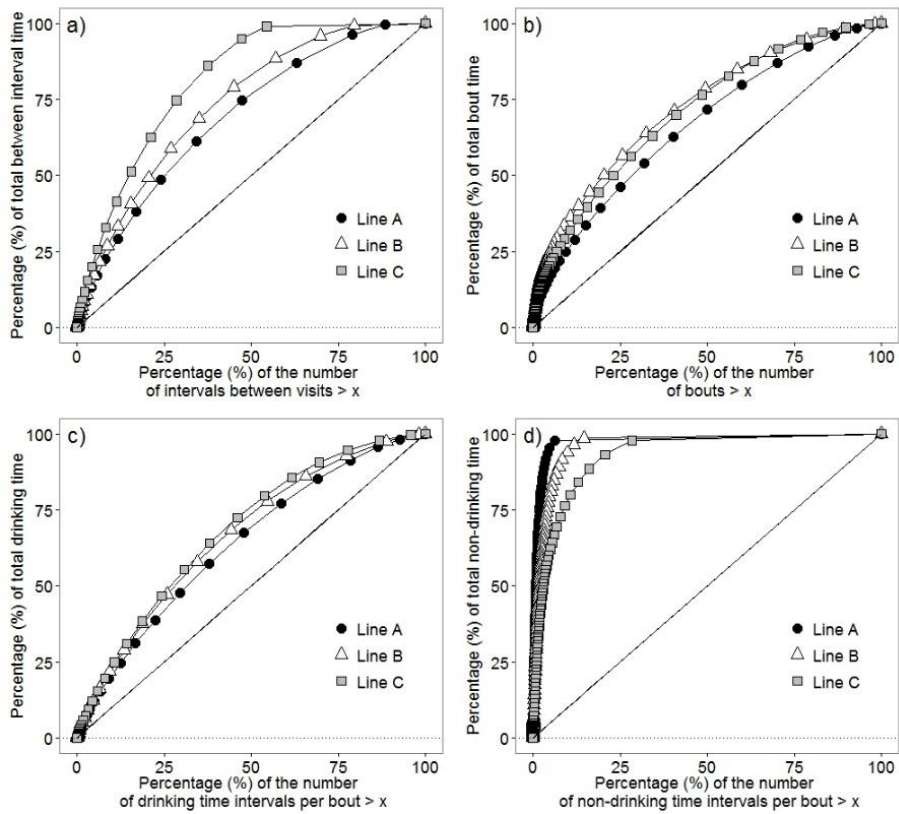 a)
Percentage (%) of total between interval time
100
75
50
25
0
Line A
Line B
Line C
0 25 50 75 100
Percentage (%) of the number
of intervals between visits > x
b)
Percentage (%) of total bout time
100
75
50
25
0
Line A
Line B
Line C
0 25 50 75 100
Percentage (%) of the number
of bouts > x
c)
Percentage (%) of total drinking time
100
75
50
25
0
Line A
Line B
Line C
0 25 50 75 100
Percentage (%) of the number
of drinking time intervals per bout > x
d)
Percentage (%) of total non-drinking time
100
75
50
25
0
Line A
Line B
Line C
0 25 50 75 100
Percentage (%) of the number
of non-drinking time intervals per bout > x